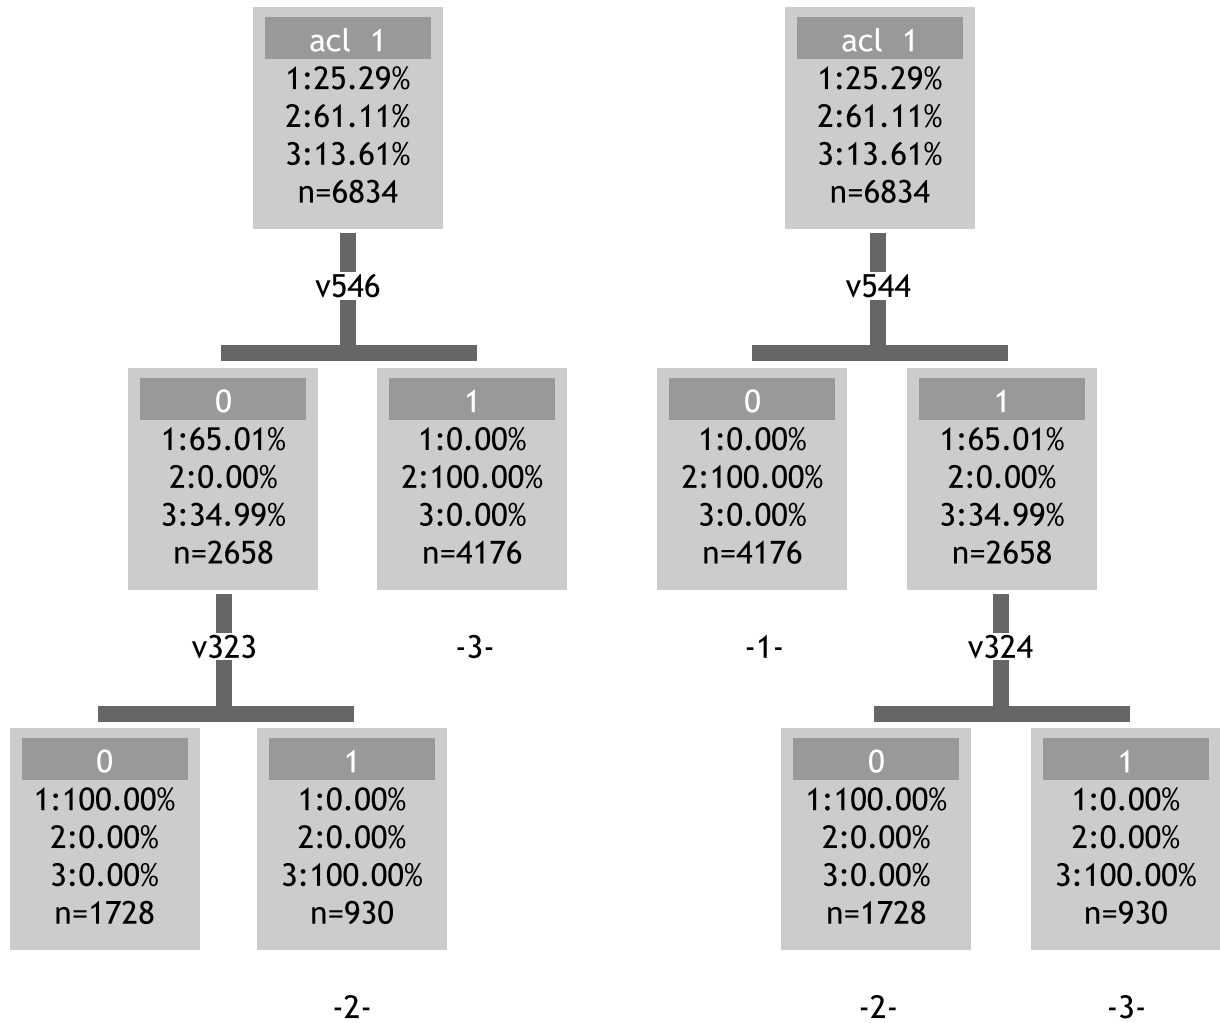 acl 1
1:25.29%
2:61.11%
3:13.61%
n=6834
v546
0
1:65.01%
2:0.00%
3:34.99%
n=2658
1
1:0.00%
2:100.00%
3:0.00%
n=4176
v323
-3-
0
1:100.00%
2:0.00%
3:0.00%
n=1728
1
1:0.00%
2:0.00%
3:100.00%
n=930
-2-
acl 1
1:25.29%
2:61.11%
3:13.61%
n=6834
v544
0
1:0.00%
2:100.00%
3:0.00%
n=4176
1
1:65.01%
2:0.00%
3:34.99%
n=2658
-1-
v324
0
1:100.00%
2:0.00%
3:0.00%
n=1728
1
1:0.00%
2:0.00%
3:100.00%
n=930
-2-
-3-